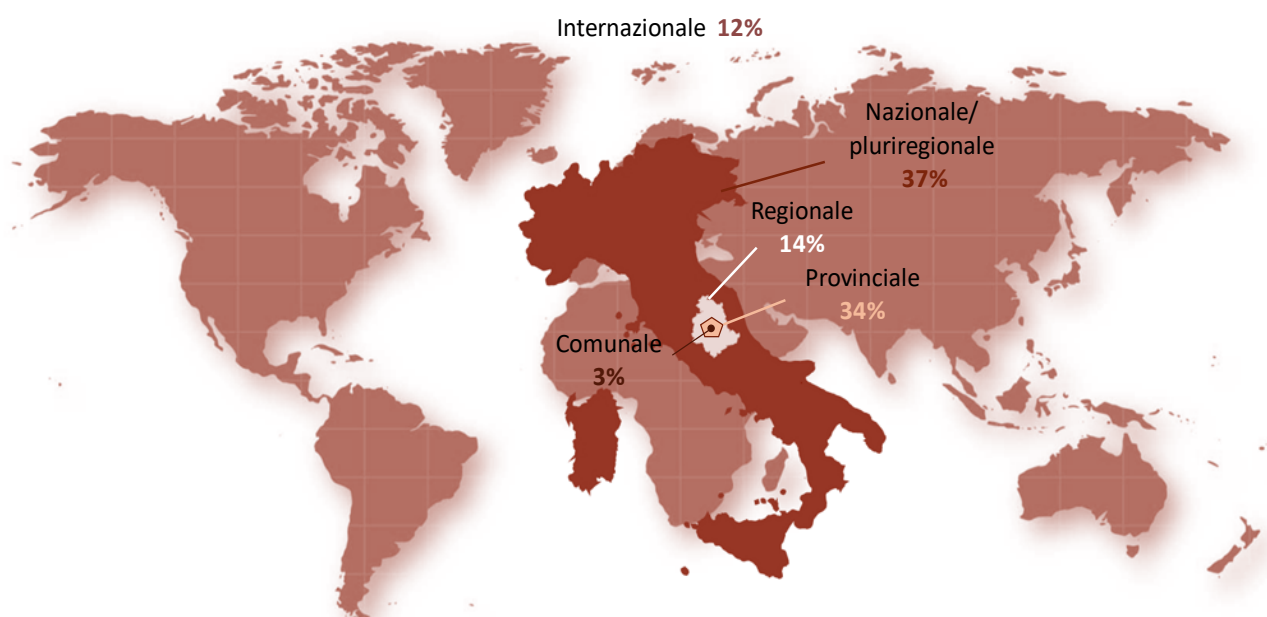 Internazionale 12%
Nazionale/
pluriregionale
37%
Regionale
14%
Provinciale
34%
Comunale
3%